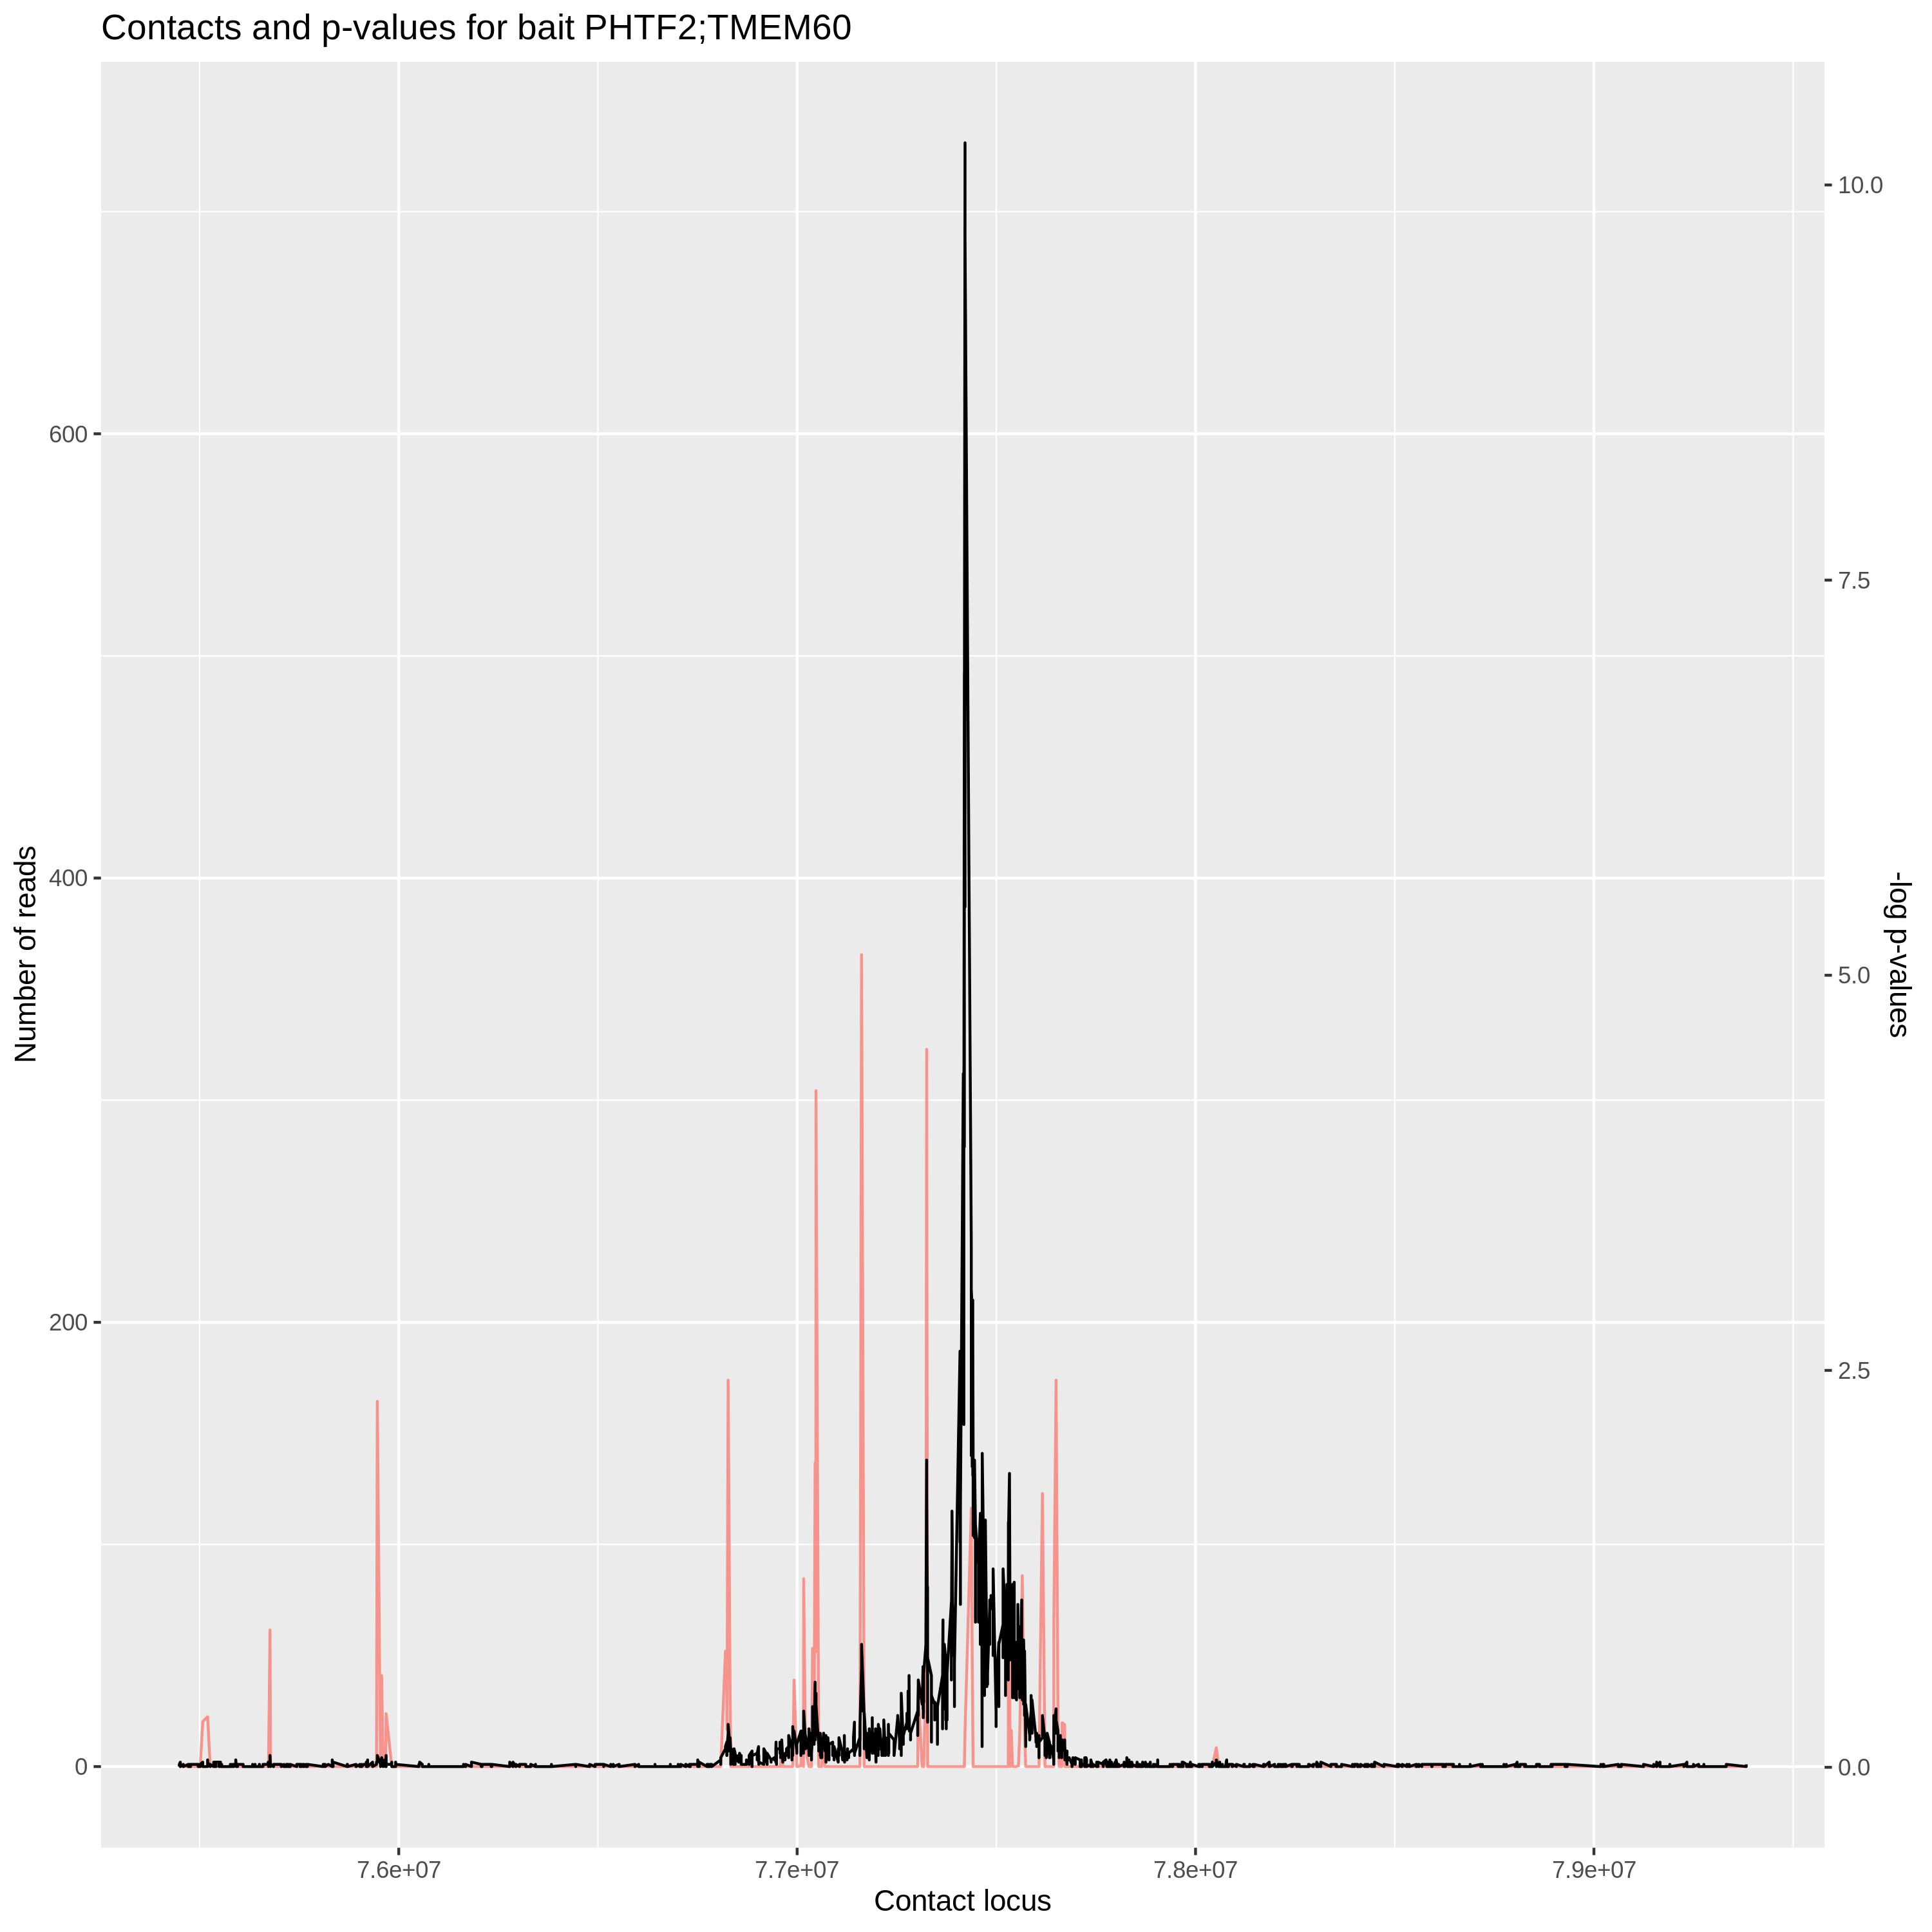 Contacts and p-values for bait PHTF2;TMEM60
10.0
600
7.5
400
5.0
Number of reads
-log p-values
200
2.5
0
0.0
7.6e+07
7.7e+07
7.8e+07
7.9e+07
Contact locus